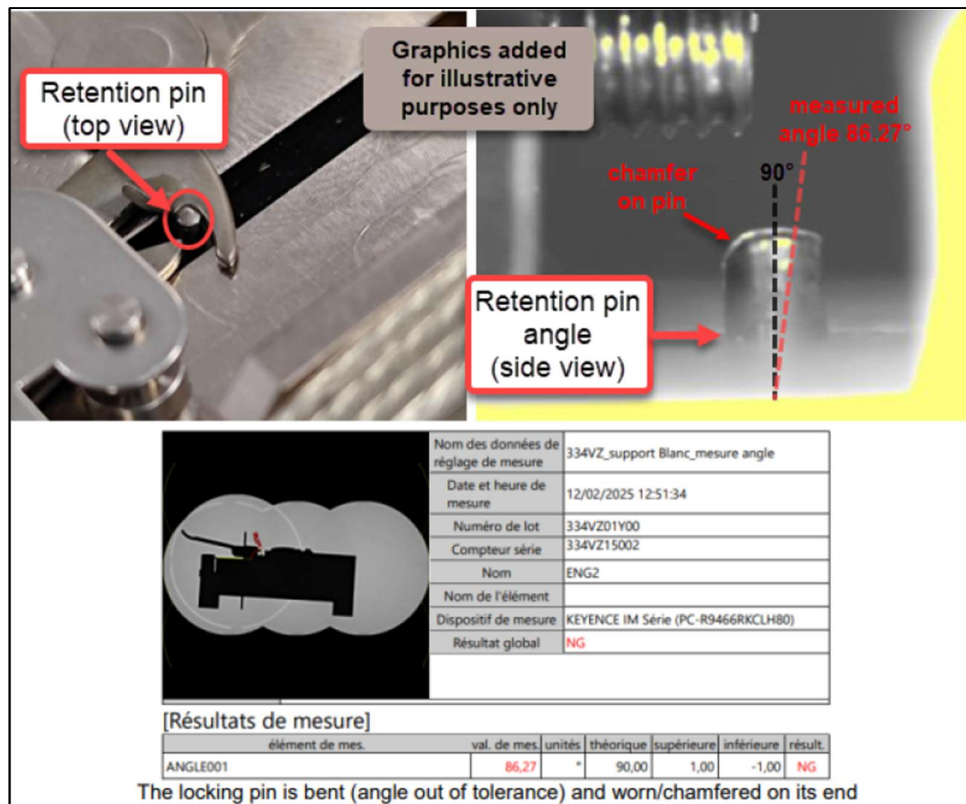 Graphics added
for illustrative
purposes only
Retention pin
(top view)
measured
angle 86.27°
90°
chamfer
on pin
Retention pin
angle
(side view)
Nom des données de
réglage de mesure
334VZ_support Blanc_mesure angle
Date et heure de
mesure
12/02/2025 12:51:34
Numéro de lot
334VZ01Y00
Compteur série
334VZ15002
Nom
ENG2
Nom de l'élément
Dispositif de mesure
KEYENCE IM Série (PC-R9466RKCLH80)
Résultat global
NG
[Résultats de mesure]
élément de mes. val. de mes. unités théorique supérieure inférieure résult.
ANGLE001 86,27 ° 90,00 1,00 -1,00 NG
The locking pin is bent (angle out of tolerance) and worn/chamfered on its end